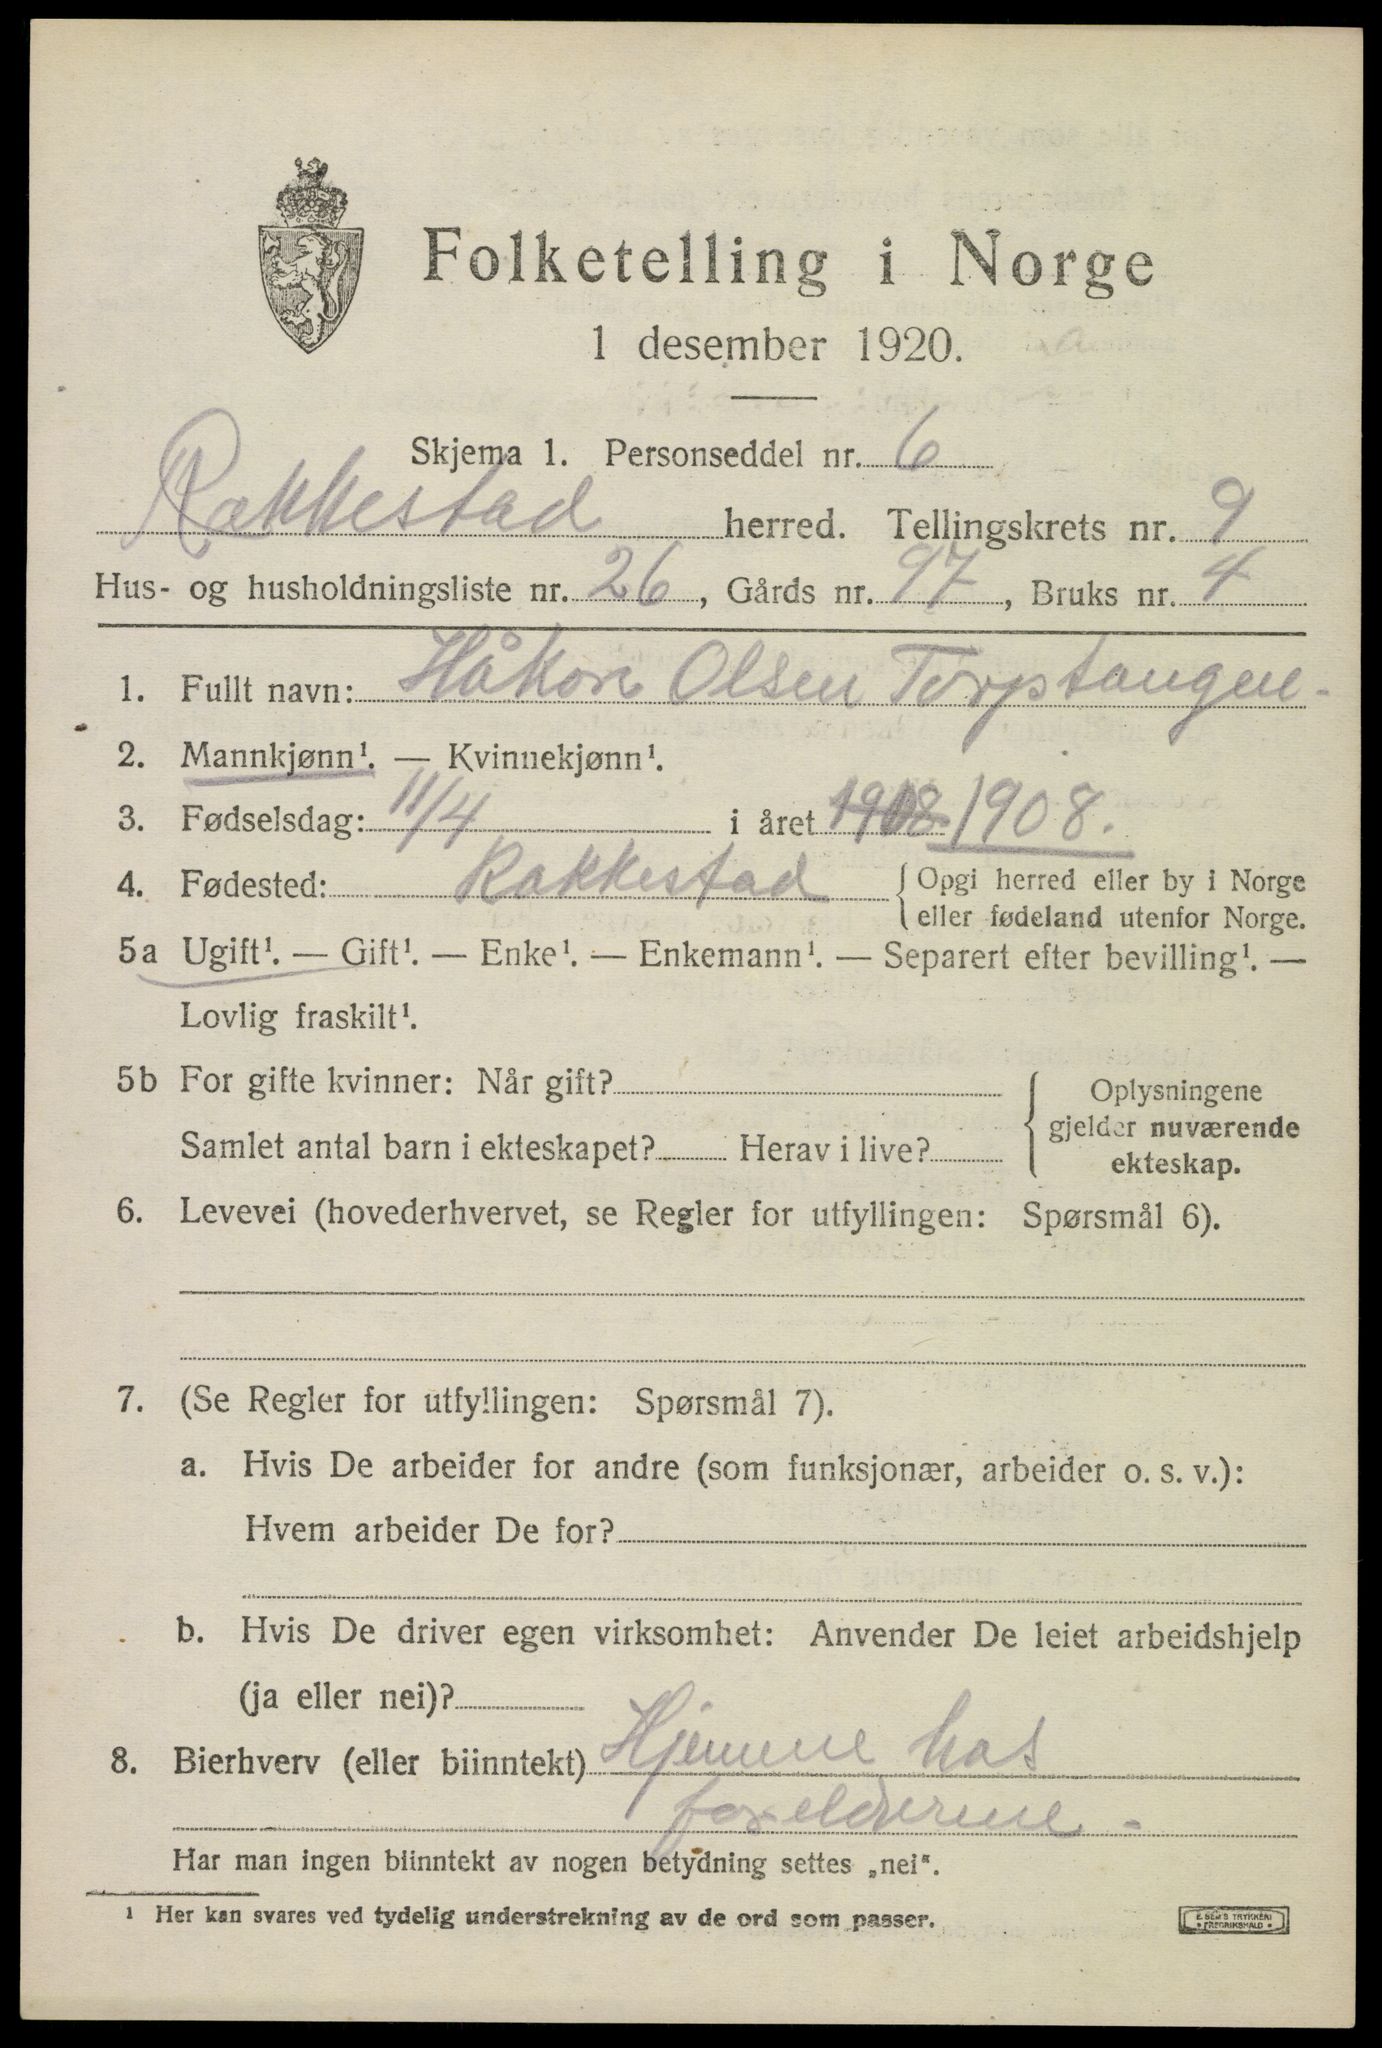 Folketelling i Norge
1 desember 1920.
Skjema 1. Personseddel nr. 6
Rakkestad herred. Tellingskrets nr. 9
Hus- og husholdningsliste nr. 26, Gårds nr. 97, Bruks nr. 4
1. Fullt navn: Håkon Olsen Torptangen.
2. Mannkjønn¹. — Kvinnekjønn¹.
3. Fødselsdag: 11/4 i året 1908 1908.
4. Fødested: Rakkestad { Opgi herred eller by i Norge
eller fødeland utenfor Norge.
5a Ugift¹. — Gift¹. — Enke¹. — Enkemann¹. — Separert efter bevilling¹. —
Lovlig fraskilt¹.
5b For gifte kvinner: Når gift? { Oplysningene
gjelder nuværende
Samlet antal barn i ekteskapet? Herav i live?
ekteskap.
6. Levevei (hovederhvervet, se Regler for utfyllingen: Spørsmål 6).
7. (Se Regler for utfyllingen: Spørsmål 7).
a. Hvis De arbeider for andre (som funksjonær, arbeider o. s. v.):
Hvem arbeider De for?
b. Hvis De driver egen virksomhet: Anvender De leiet arbeidshjelp
(ja eller nei)?
8. Bierhverv (eller biinntekt) Hjemme hos
forelderene -
Har man ingen biinntekt av nogen betydning settes „nei“.
¹ Her kan svares ved tydelig understrekning av de ord som passer.
E. SEM'S TRYKKERI
• FREDRIKSHALD •